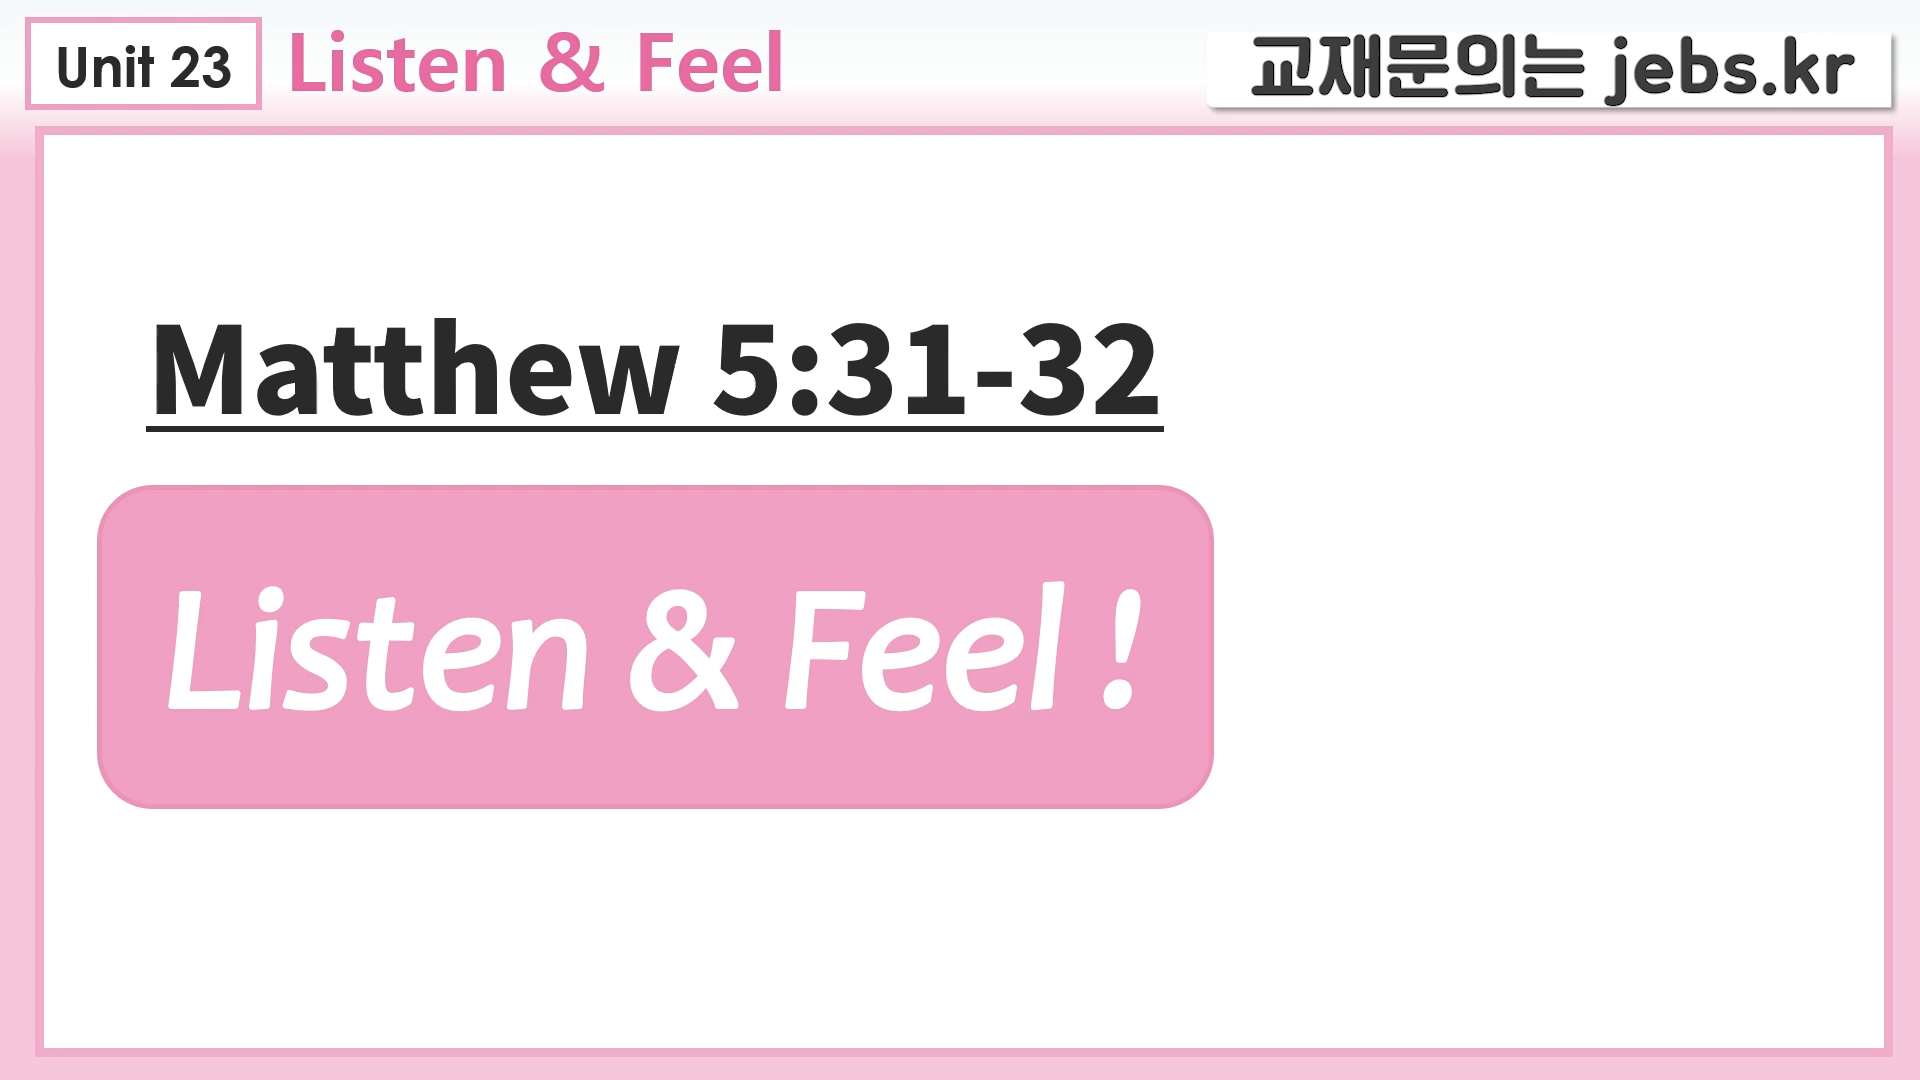 Unit 23
Listen & Feel
교재문의는 jebs.kr
Matthew 5:31-32
Listen & Feel !